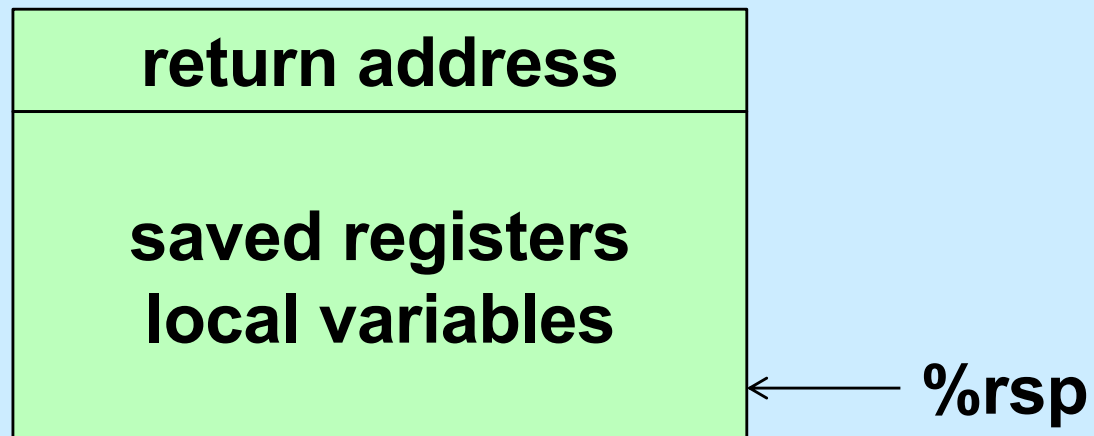 return address
saved registers
local variables
%rsp